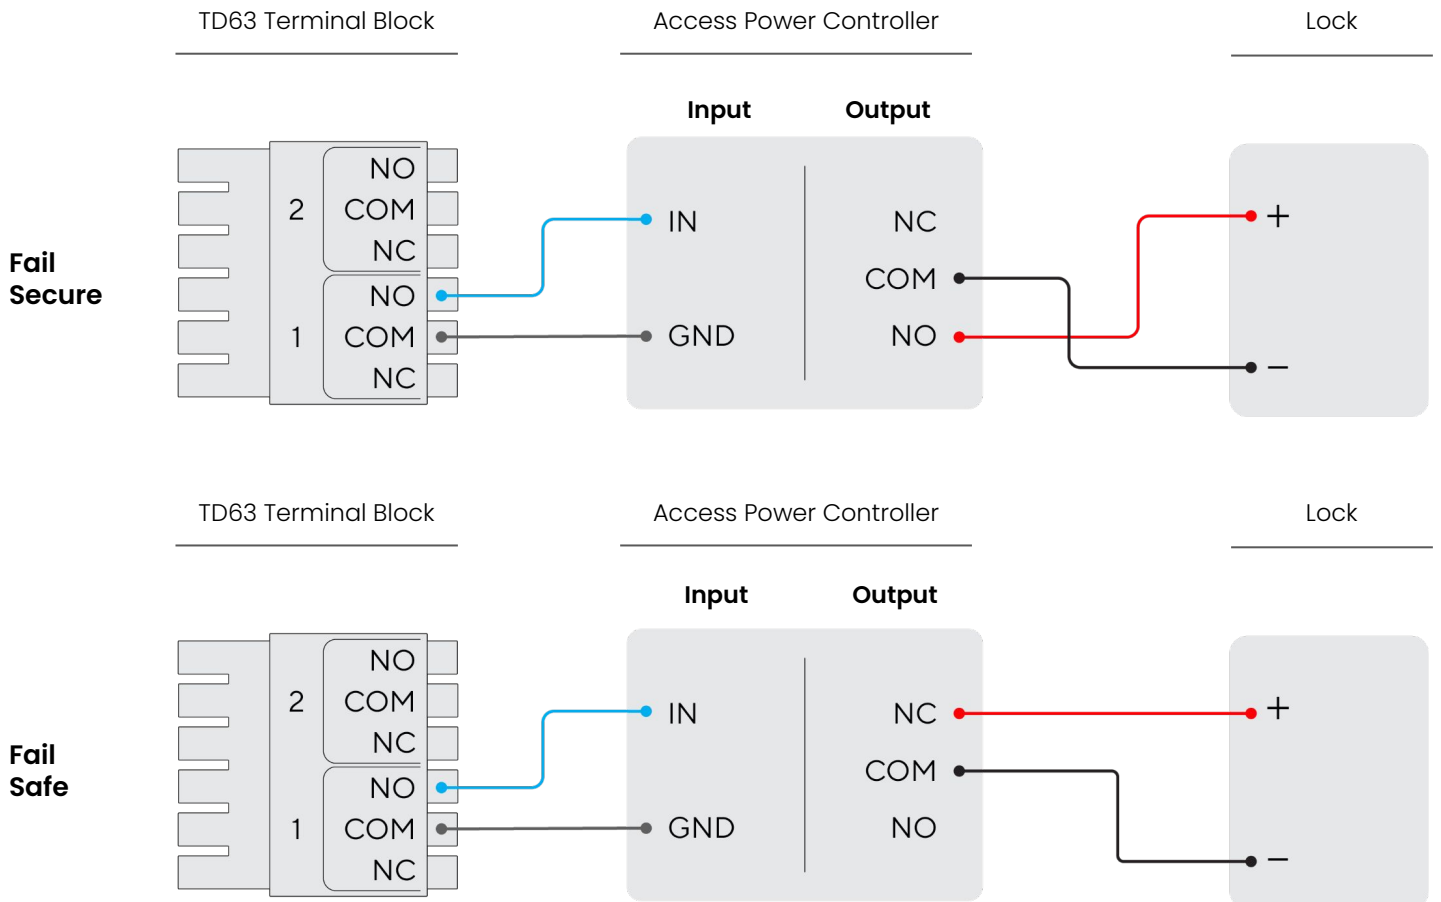 TD63 Terminal Block
Access Power Controller
Lock
Input
Output
Fail
Secure
2
NO
COM
NC
1
NO
COM
NC
IN
GND
NC
COM
NO
+
−
TD63 Terminal Block
Access Power Controller
Lock
Input
Output
Fail
Safe
2
NO
COM
NC
1
NO
COM
NC
IN
GND
NC
COM
NO
+
−